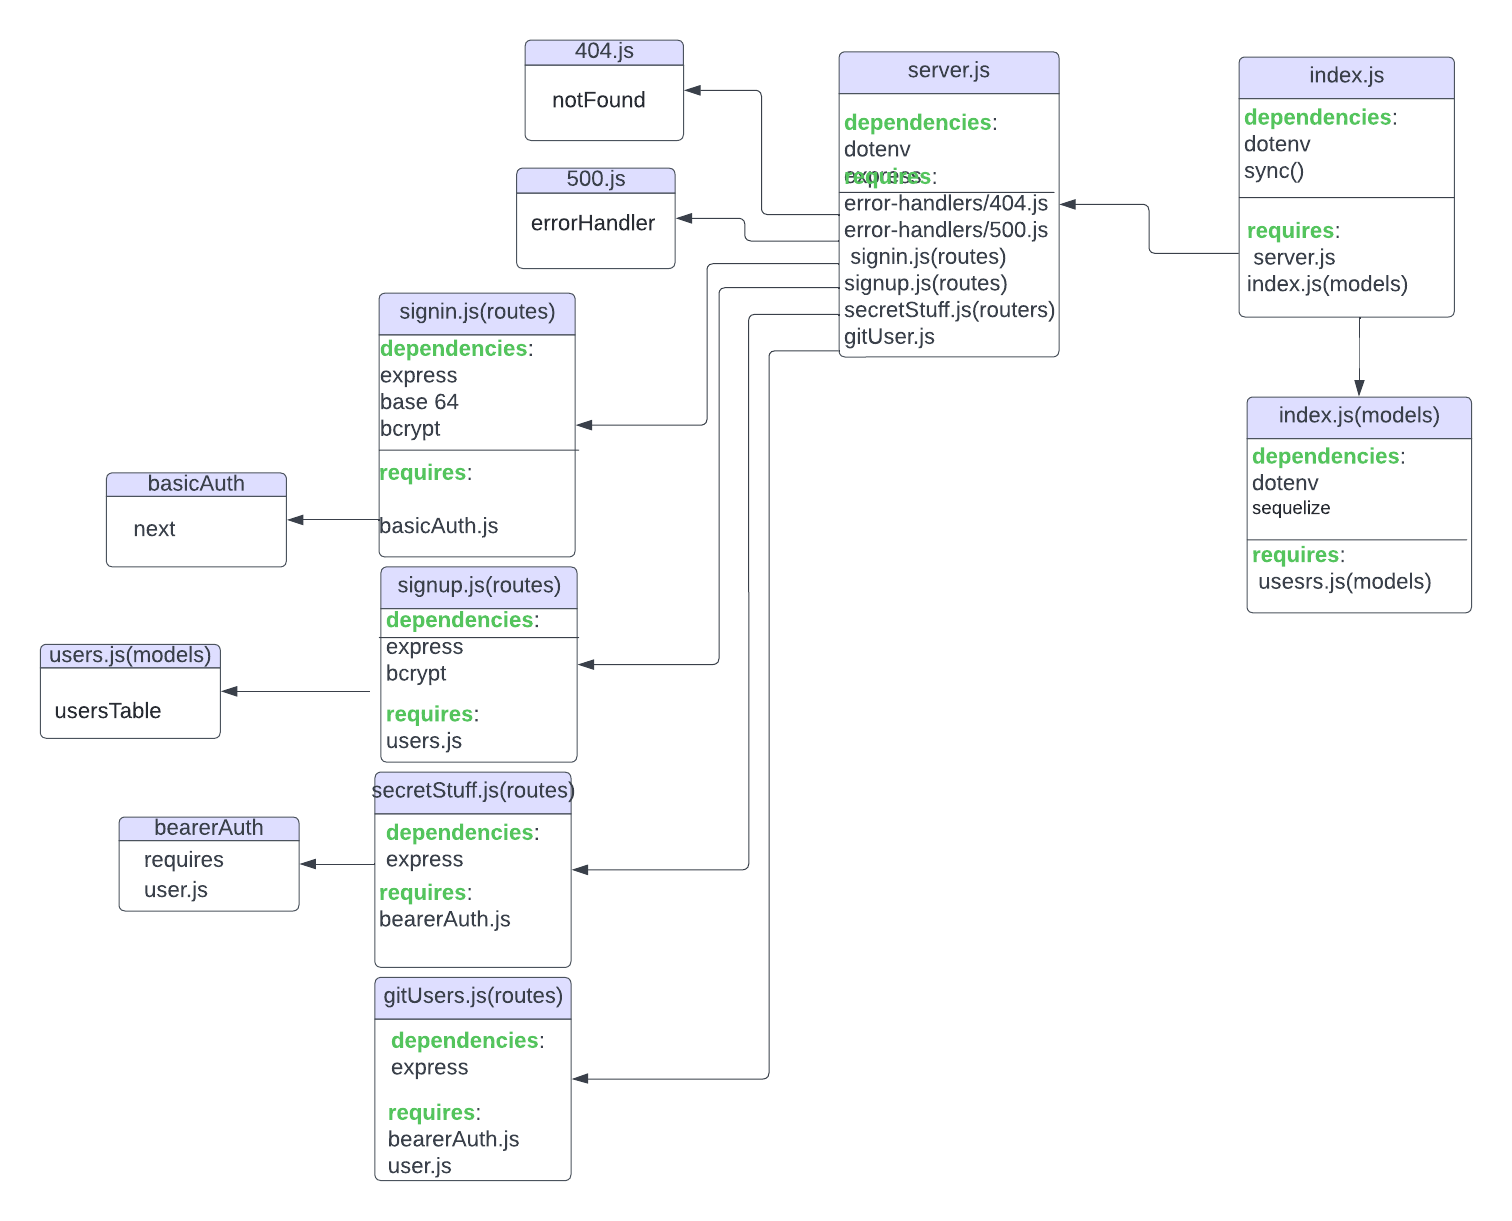 404.js
notFound
500.js
errorHandler
server.js
dependencies:
dotenv
express
requires:
error-handlers/404.js
error-handlers/500.js
signin.js(routes)
signup.js(routes)
secretStuff.js(routers)
gitUser.js
index.js
dependencies:
dotenv
sync()
requires:
server.js
index.js(models)
index.js(models)
dependencies:
dotenv
sequelize
requires:
usesrs.js(models)
signin.js(routes)
dependencies:
express
base 64
bcrypt
requires:
basicAuth.js
basicAuth
next
signup.js(routes)
dependencies:
express
bcrypt
requires:
users.js
users.js(models)
usersTable
secretStuff.js(routes)
dependencies:
express
requires:
bearerAuth.js
bearerAuth
requires
user.js
gitUsers.js(routes)
dependencies:
express
requires:
bearerAuth.js
user.js